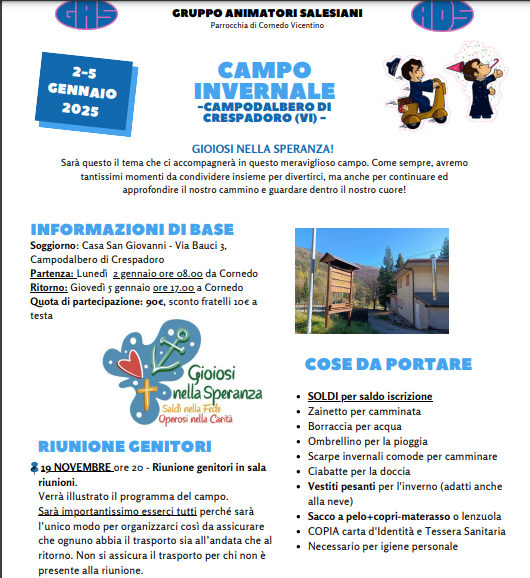 GAS
GRUPPO ANIMATORI SALESIANI
ADS
Parrocchia di Cornedo Vicentino
2-5
GENNAIO
2025
CAMPO
INVERNALE
-CAMPODALBERO DI
CRESPADORO (VI) -
GIOIOSI NELLA SPERANZA!
Sarà questo il tema che ci accompagnerà in questo meraviglioso campo. Come sempre, avremo
tantissimi momenti da condividere insieme per divertirci, ma anche per continuare ed
approfondire il nostro cammino e guardare dentro il nostro cuore!
INFORMAZIONI DI BASE
Soggiorno: Casa San Giovanni - Via Bauci 3,
Campodalbero di Crespadoro
Partenza: Lunedì 2 gennaio ore 08.00 da Cornedo
Ritorno: Giovedì 5 gennaio ore 17.00 a Cornedo
Quota di partecipazione: 90€, sconto fratelli 10€ a
testa
Gioiosi
nella Speranza
Saldi nella Fede
Operosi nella Carità
RIUNIONE GENITORI
19 NOVEMBRE ore 20 - Riunione genitori in sala
riunioni.
Verrà illustrato il programma del campo.
Sarà importantissimo esserci tutti perché sarà
l'unico modo per organizzarci così da assicurare
che ognuno abbia il trasporto sia all'andata che al
ritorno. Non si assicura il trasporto per chi non è
presente alla riunione.
COSE DA PORTARE
• SOLDI per saldo iscrizione
• Zainetto per camminata
• Borraccia per acqua
• Ombrellino per la pioggia
• Scarpe invernali comode per camminare
• Ciabatte per la doccia
• Vestiti pesanti per l'inverno (adatti anche
alla neve)
• Sacco a pelo+copri-materasso o lenzuola
• COPIA carta d'Identità e Tessera Sanitaria
• Necessario per igiene personale